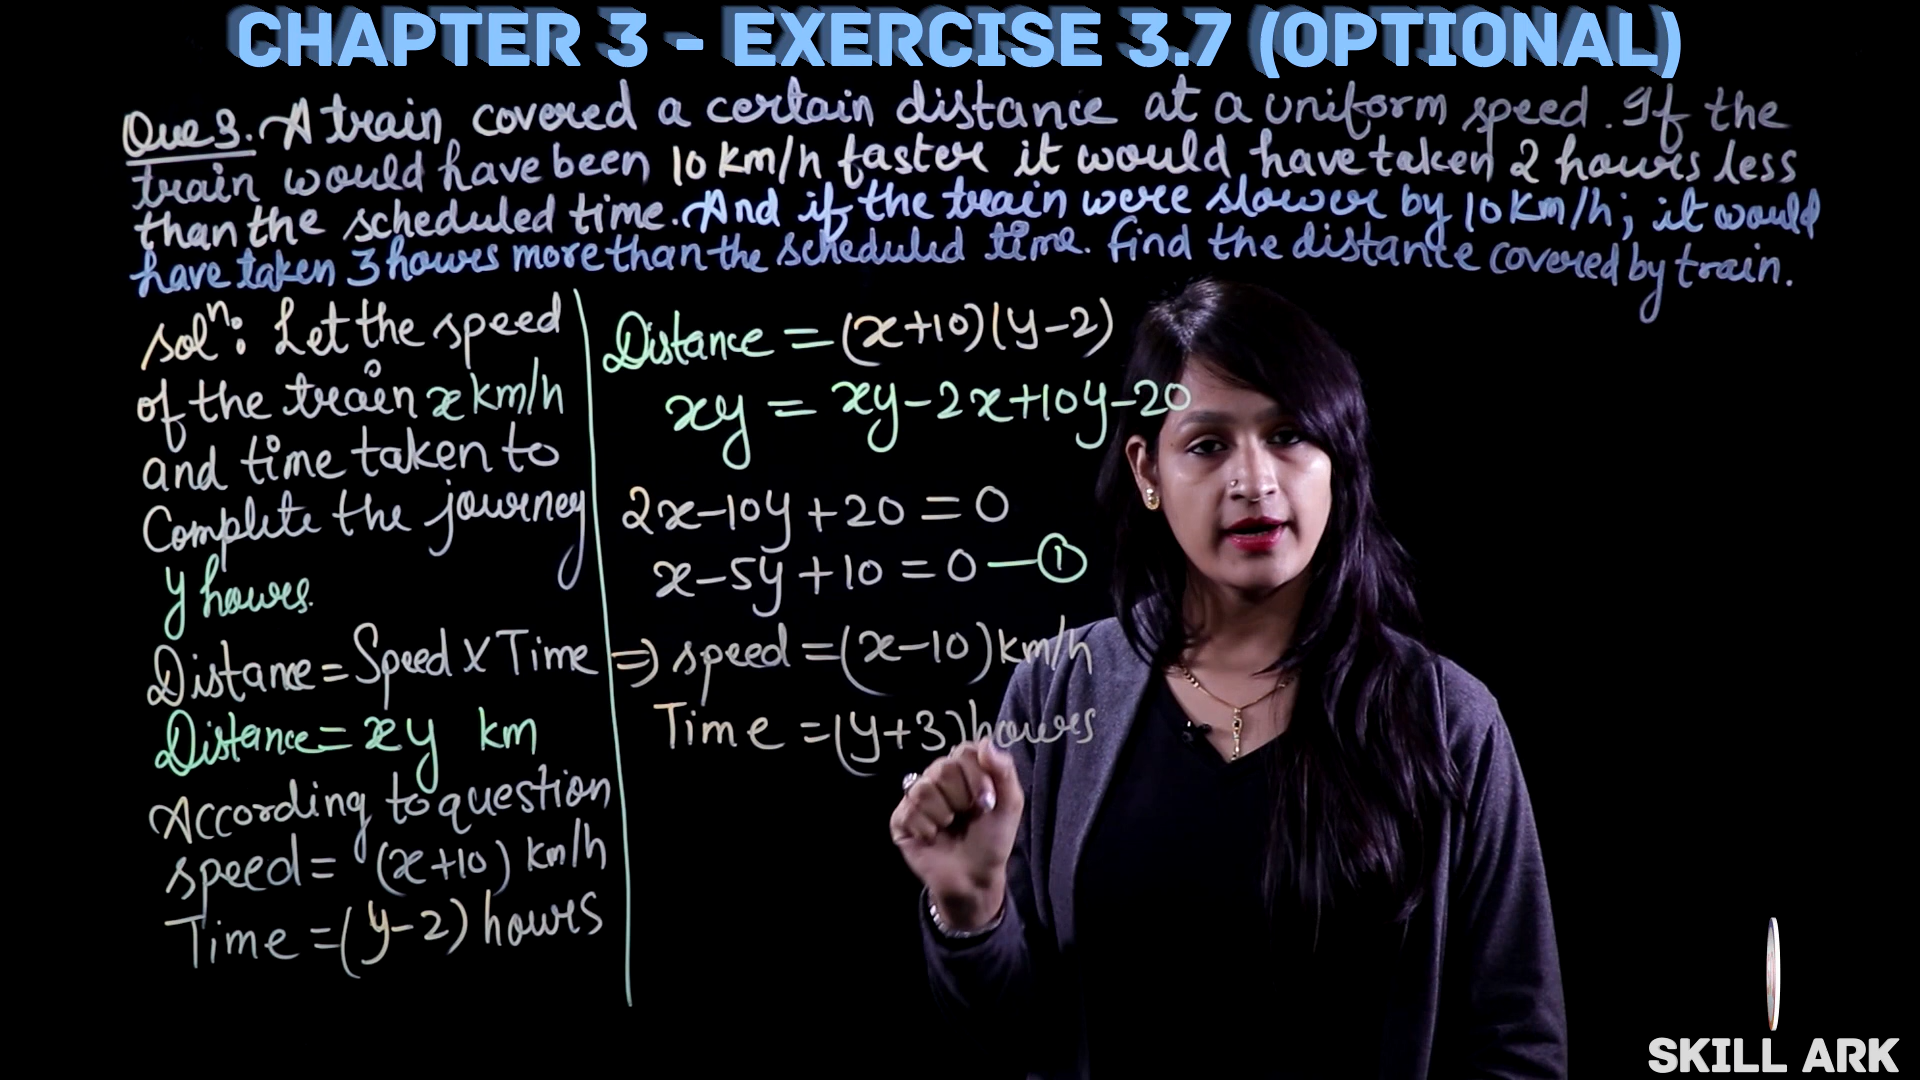 CHAPTER 3 - EXERCISE 3.7 (OPTIONAL)
Que 3. A train covered a certain distance at a uniform speed. If the
train would have been 10 km/h faster it would have taken 2 hours less
than the scheduled time. And if the train were slower by 10 Km/h; it would
have taken 3 hours more than the scheduled time. find the distance covered by train.
solⁿ: Let the speed
of the train x km/h
and time taken to
Complete the journey
y hours.
Distance = Speed X Time
Distance = xy km
According to question
speed = (x+10) km/h
Time = (y-2) hours
Distance = (x+10)(y-2)
xy = xy-2x+10y-20
2x-10y+20=0
x-5y+10=0 — ①
⇒ speed = (x-10) km/h
Time = (y+3) hours
SKILL ARK